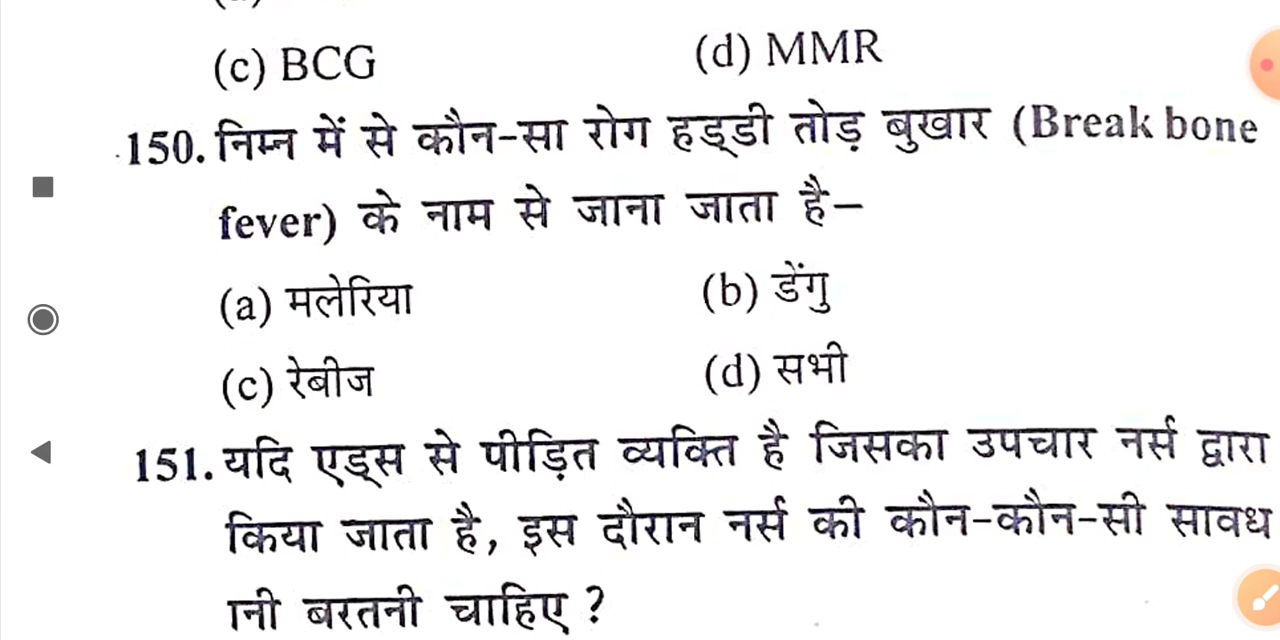 (c) BCG (d) MMR
150. निम्न में से कौन-सा रोग हड्डी तोड़ बुखार (Break bone
fever) के नाम से जाना जाता है–
(a) मलेरिया (b) डेंगु
(c) रेबीज (d) सभी
151. यदि एड्स से पीड़ित व्यक्ति है जिसका उपचार नर्स द्वारा
किया जाता है, इस दौरान नर्स की कौन-कौन-सी सावध
ानी बरतनी चाहिए ?